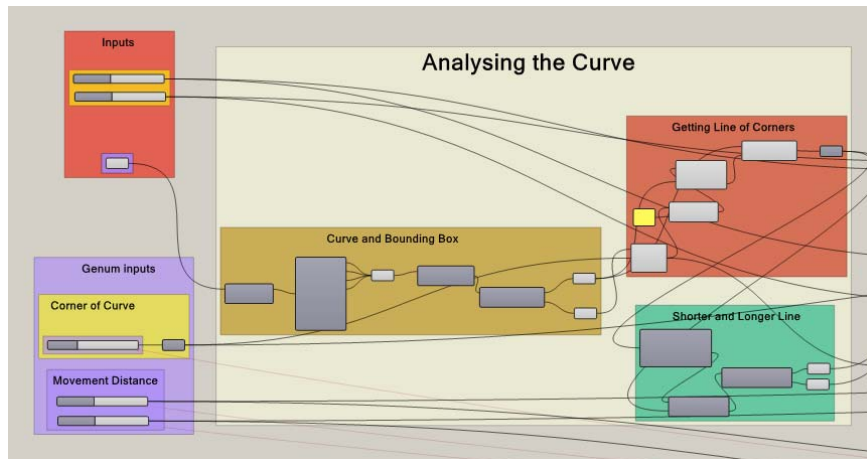 Inputs
Analysing the Curve
Getting Line of Corners
Curve and Bounding Box
Genum inputs
Corner of Curve
Shorter and Longer Line
Movement Distance